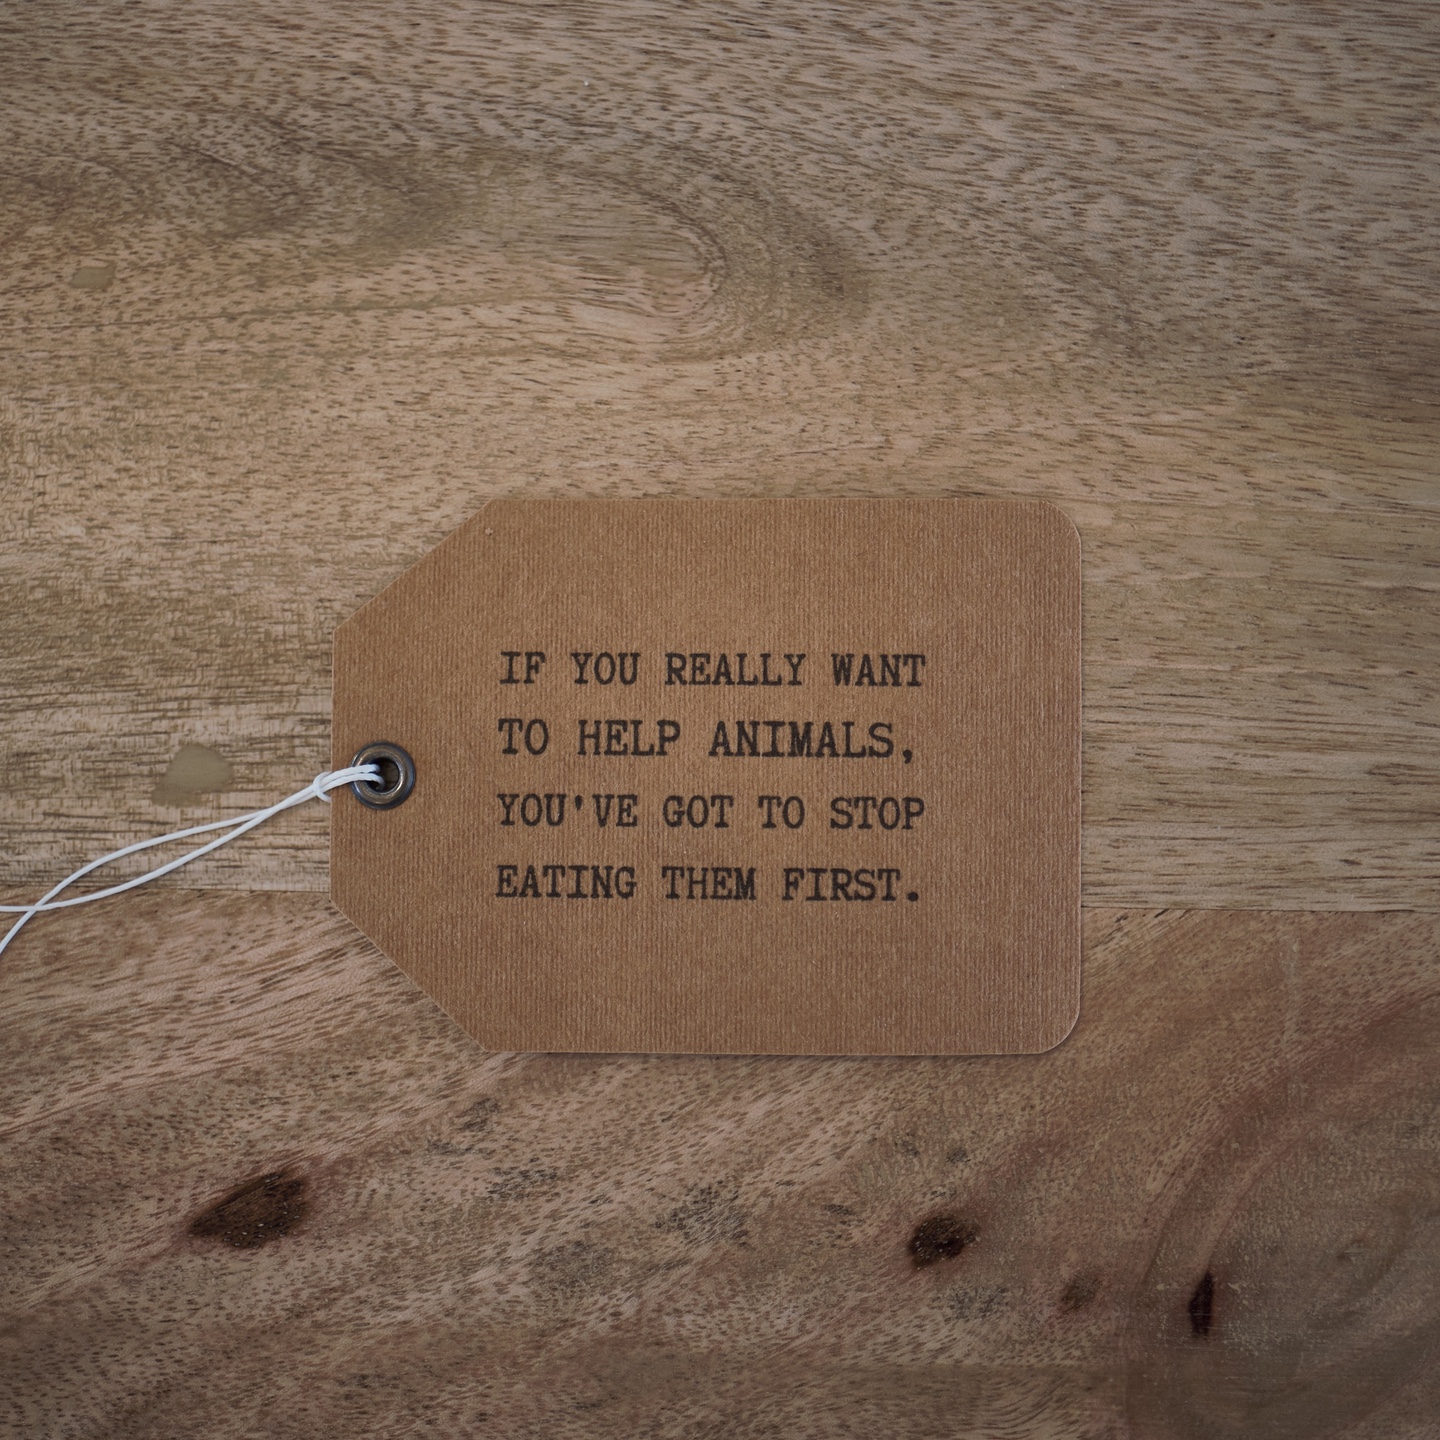 IF YOU REALLY WANT
TO HELP ANIMALS,
YOU'VE GOT TO STOP
EATING THEM FIRST.